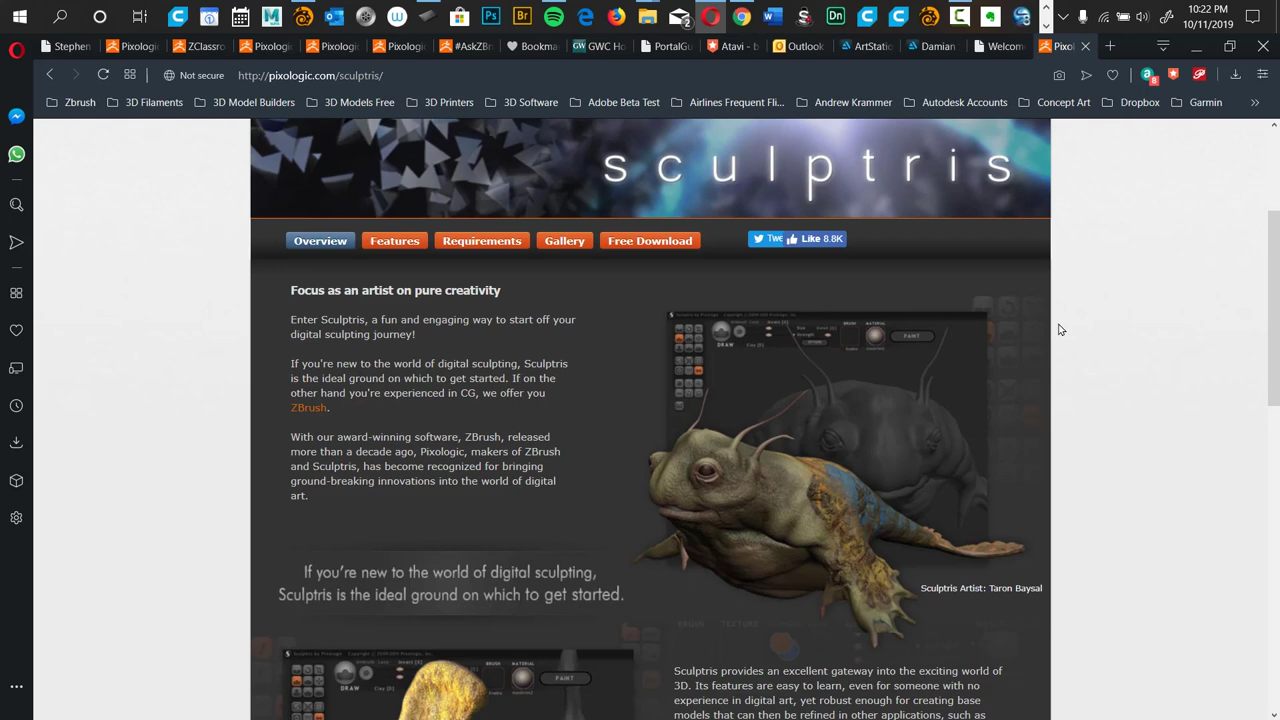 10:22 PM
10/11/2019
Stephen
Pixologic
ZClassro
Pixologic
Pixologic
Pixologic
#AskZBr
Bookma
GWC Ho
PortalGu
Atavi - b
Outlook
ArtStatio
Damian
Welcome
Pixol
Not secure
http://pixologic.com/sculptris/
Zbrush
3D Filaments
3D Model Builders
3D Models Free
3D Printers
3D Software
Adobe Beta Test
Airlines Frequent Fli...
Andrew Krammer
Autodesk Accounts
Concept Art
Dropbox
Garmin
sculptris
Overview
Features
Requirements
Gallery
Free Download
Twe
Like 8.8K
Focus as an artist on pure creativity
Enter Sculptris, a fun and engaging way to start off your
digital sculpting journey!
If you're new to the world of digital sculpting, Sculptris
is the ideal ground on which to get started. If on the
other hand you're experienced in CG, we offer you
ZBrush.
With our award-winning software, ZBrush, released
more than a decade ago, Pixologic, makers of ZBrush
and Sculptris, has become recognized for bringing
ground-breaking innovations into the world of digital
art.
DRAW
BRUSH
MATERIAL
PAINT
Sculptris Artist: Taron Baysal
If you're new to the world of digital sculpting,
Sculptris is the ideal ground on which to get started.
DRAW
BRUSH
MATERIAL
PAINT
Sculptris provides an excellent gateway into the exciting world of
3D. Its features are easy to learn, even for someone with no
experience in digital art, yet robust enough for creating base
models that can then be refined in other applications, such as